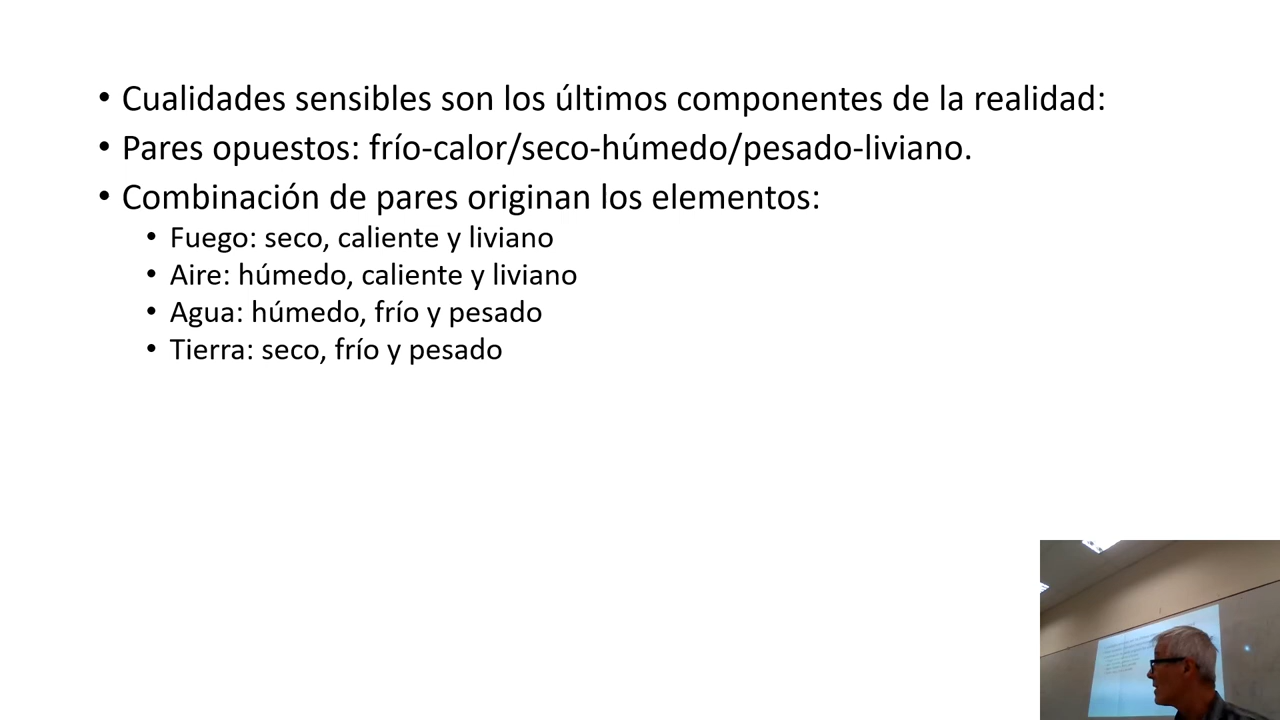 • Cualidades sensibles son los últimos componentes de la realidad:
• Pares opuestos: frío-calor/seco-húmedo/pesado-liviano.
• Combinación de pares originan los elementos:
• Fuego: seco, caliente y liviano
• Aire: húmedo, caliente y liviano
• Agua: húmedo, frío y pesado
• Tierra: seco, frío y pesado